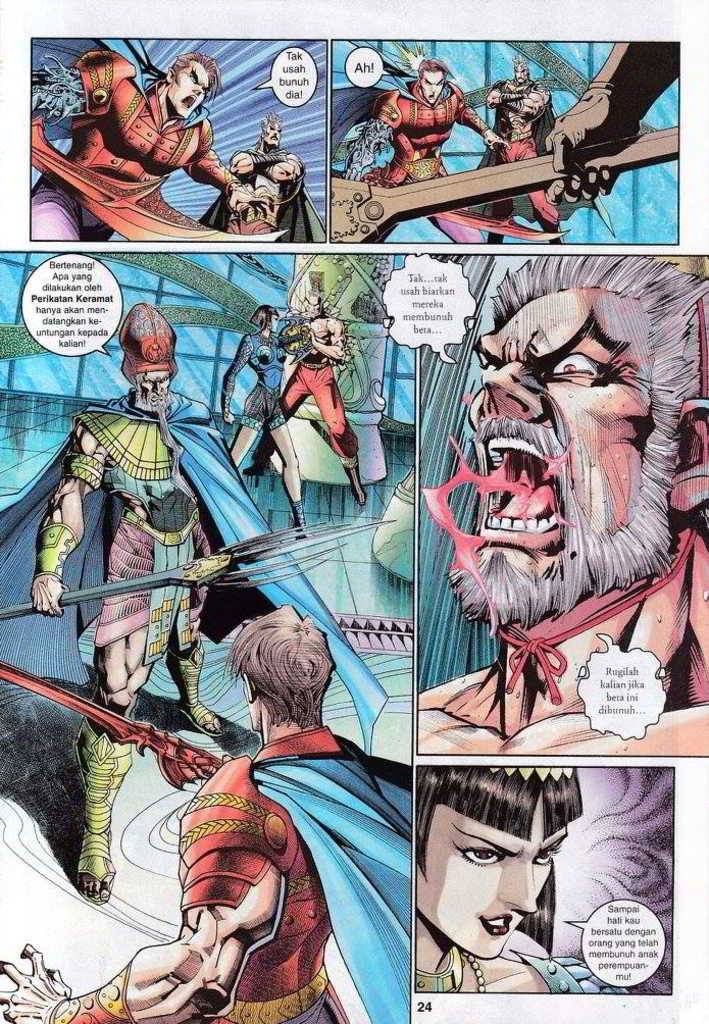 Tak
usah
bunuh
dia!
Ah!
Bertenang!
Apa yang
dilakukan oleh
Perikatan Keramat
hanya akan men-
datangkan ke-
untungan kepada
kalian!
Tak...tak
usah biarkan
mereka
membunuh
beta...
Rugilah
kalian jika
beta ini
dibunuh...
Sampai
hati kau
bersatu dengan
orang yang telah
membunuh anak
perempuan-
mu!
24